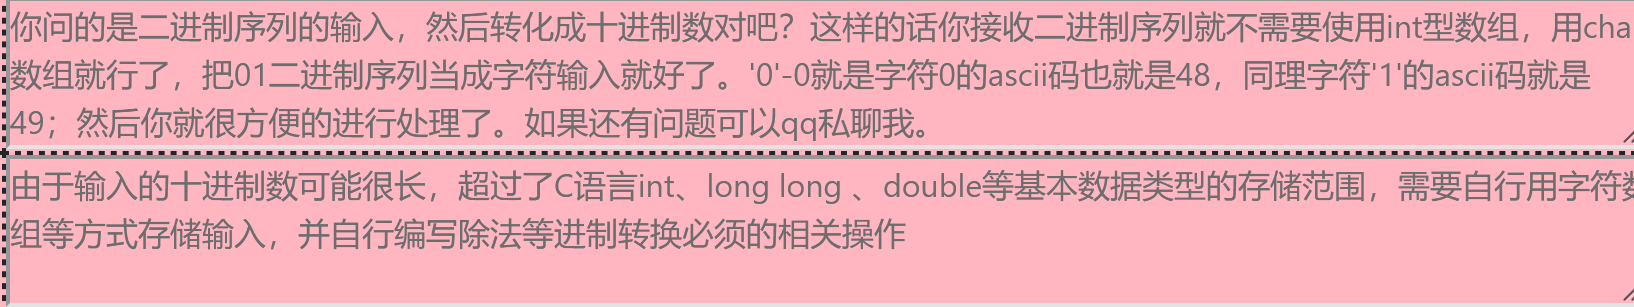 你问的是二进制序列的输入，然后转化成十进制数对吧？这样的话你接收二进制序列就不需要使用int型数组，用cha
数组就行了，把01二进制序列当成字符输入就好了。'0'-0就是字符0的ascii码也就是48，同理字符'1'的ascii码就是
49；然后你就很方便的进行处理了。如果还有问题可以qq私聊我。
由于输入的十进制数可能很长，超过了C语言int、long long 、double等基本数据类型的存储范围，需要自行用字符数
组等方式存储输入，并自行编写除法等进制转换必须的相关操作